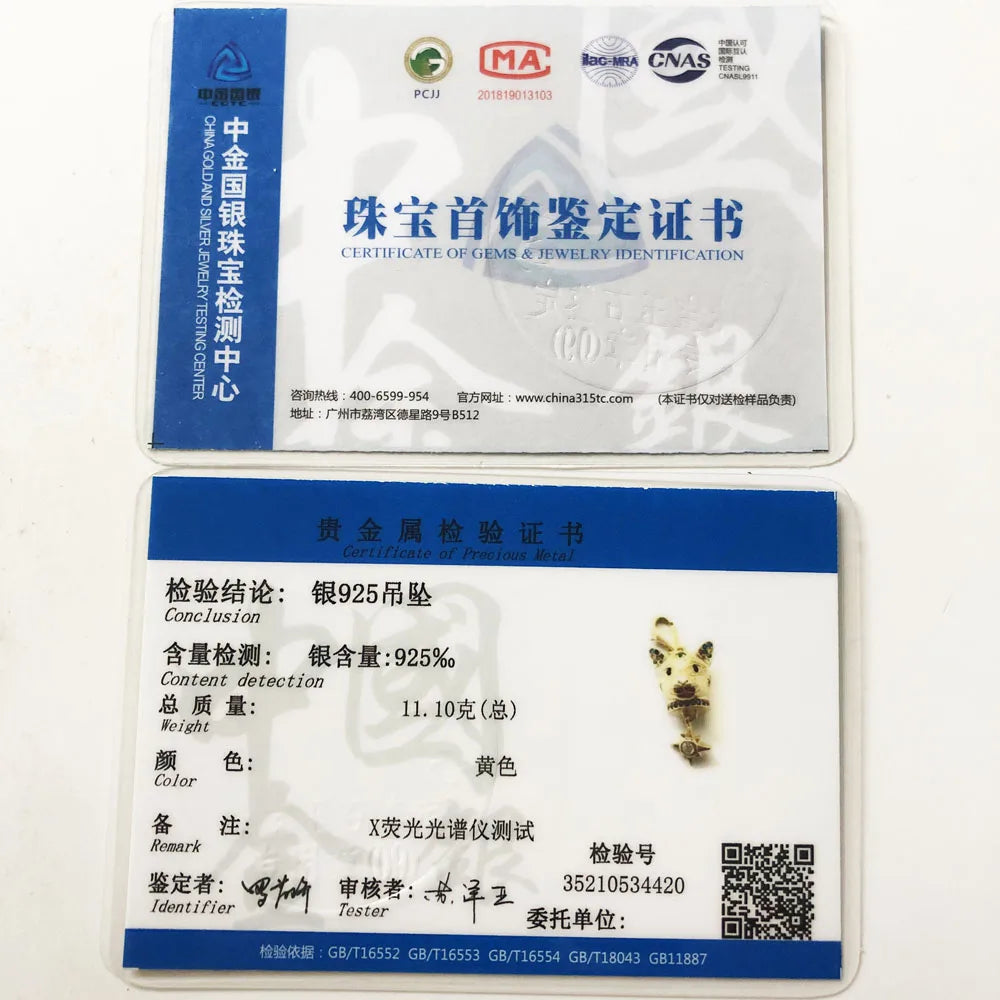 中金国银
CGTC
中金国银珠宝检测中心
CHINA GOLD AND SILVER JEWELRY TESTING CENTER
PCJJ
MA
201819013103
ilac-MRA
CNAS
中国认可
国际互认
检测
TESTING
CNASL9911
珠宝首饰鉴定证书
CERTIFICATE OF GEMS & JEWELRY IDENTIFICATION
咨询热线：400-6599-954 官方网址：www.china315tc.com (本证书仅对送检样品负责)
地址：广州市荔湾区德星路9号B512
贵金属检验证书
Certificate of Precious Metal
检验结论: 银925吊坠
Conclusion
含量检测: 银含量:925‰
Content detection
总质量: 11.10克(总)
Weight
颜色: 黄色
Color
备注: X荧光光谱仪测试
Remark
检验号
35210534420
鉴定者:
Identifier
审核者:
Tester
委托单位:
检验依据：GB/T16552 GB/T16553 GB/T16554 GB/T18043 GB11887